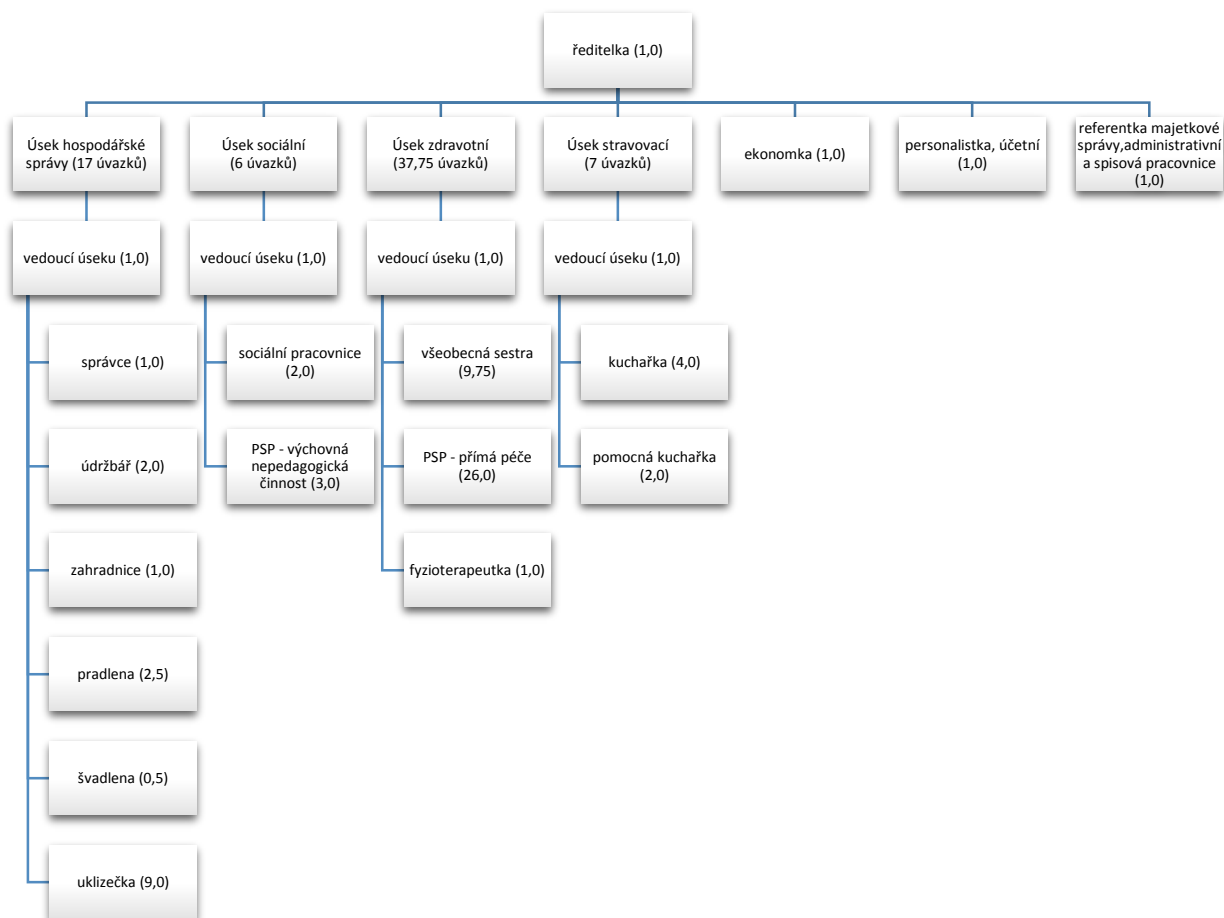 ředitelka (1,0)
Úsek hospodářské
správy (17 úvazků)
Úsek sociální
(6 úvazků)
Úsek zdravotní
(37,75 úvazků)
Úsek stravovací
(7 úvazků)
ekonomka (1,0)
personalistka, účetní
(1,0)
referentka majetkové
správy,administrativní
a spisová pracovnice
(1,0)
vedoucí úseku (1,0)
vedoucí úseku (1,0)
vedoucí úseku (1,0)
vedoucí úseku (1,0)
správce (1,0)
sociální pracovnice
(2,0)
všeobecná sestra
(9,75)
kuchařka (4,0)
údržbář (2,0)
PSP - výchovná
nepedagogická
činnost (3,0)
PSP - přímá péče
(26,0)
pomocná kuchařka
(2,0)
zahradnice (1,0)
fyzioterapeutka (1,0)
pradlena (2,5)
švadlena (0,5)
uklizečka (9,0)